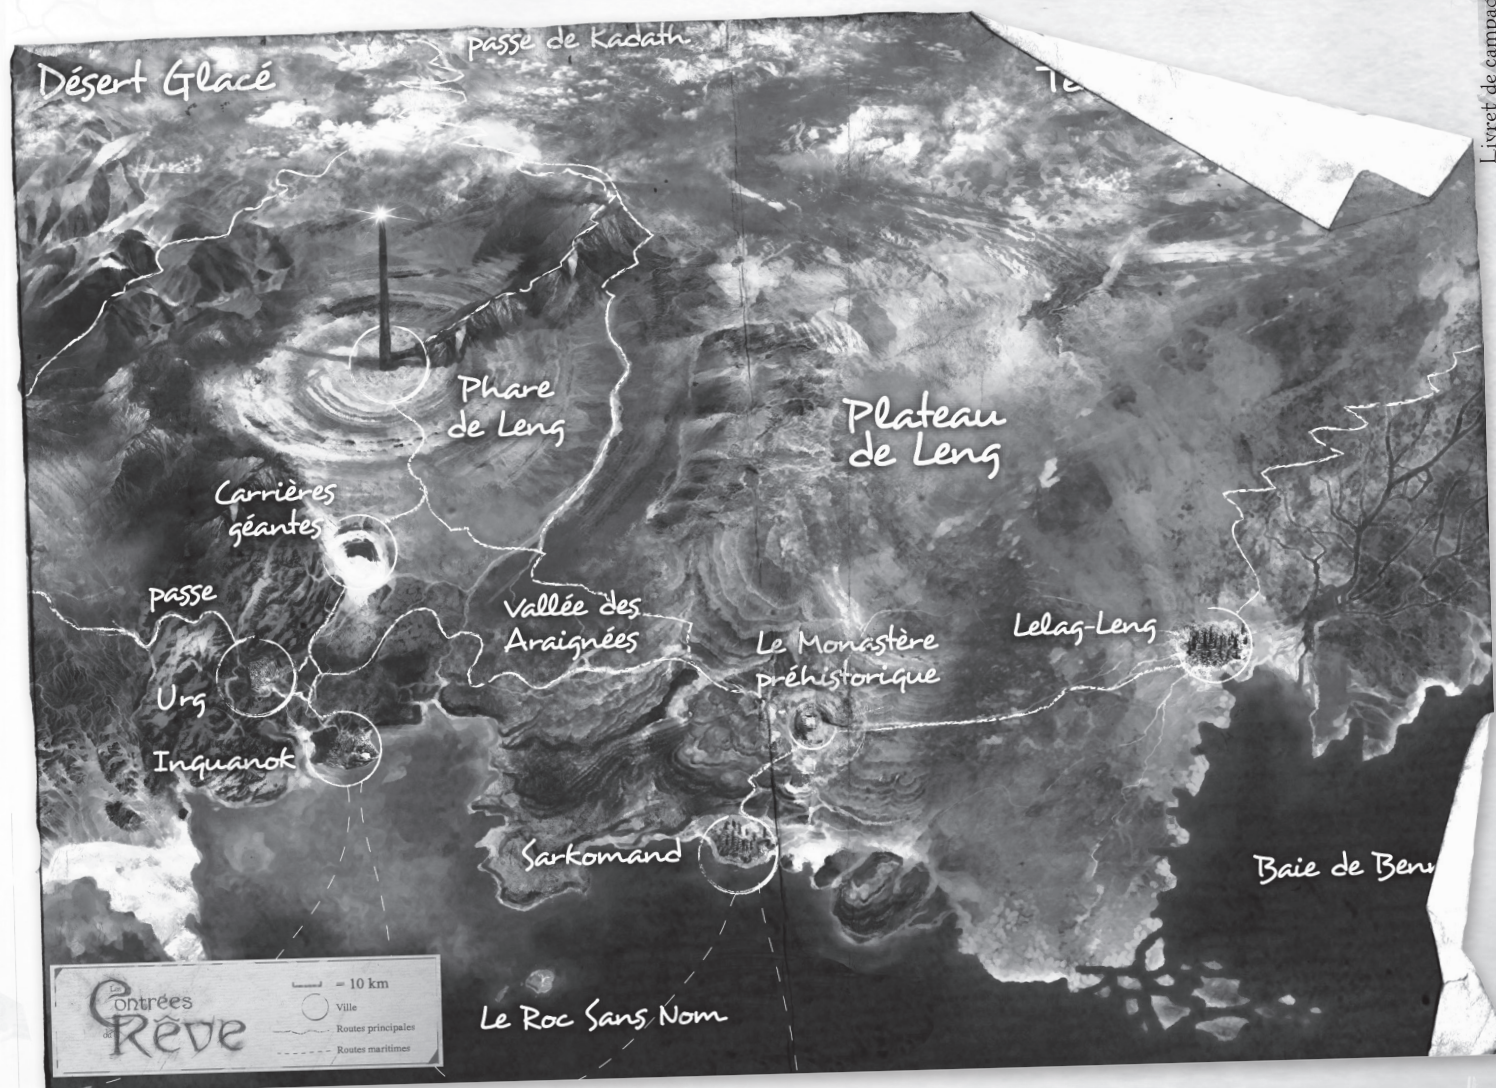 passe de Kadath
Désert Glacé
Livret de
Phare
de Leng
Plateau
de Leng
Carrières
géantes
passe
Vallée des
Araignées
Lelag-Leng
Le Monastère
préhistorique
Urg
Inquanok
Sarkomand
Baie de
Le Roc Sans Nom
Les
Contrées
du Rêve
= 10 km
Ville
Routes principales
Routes maritimes